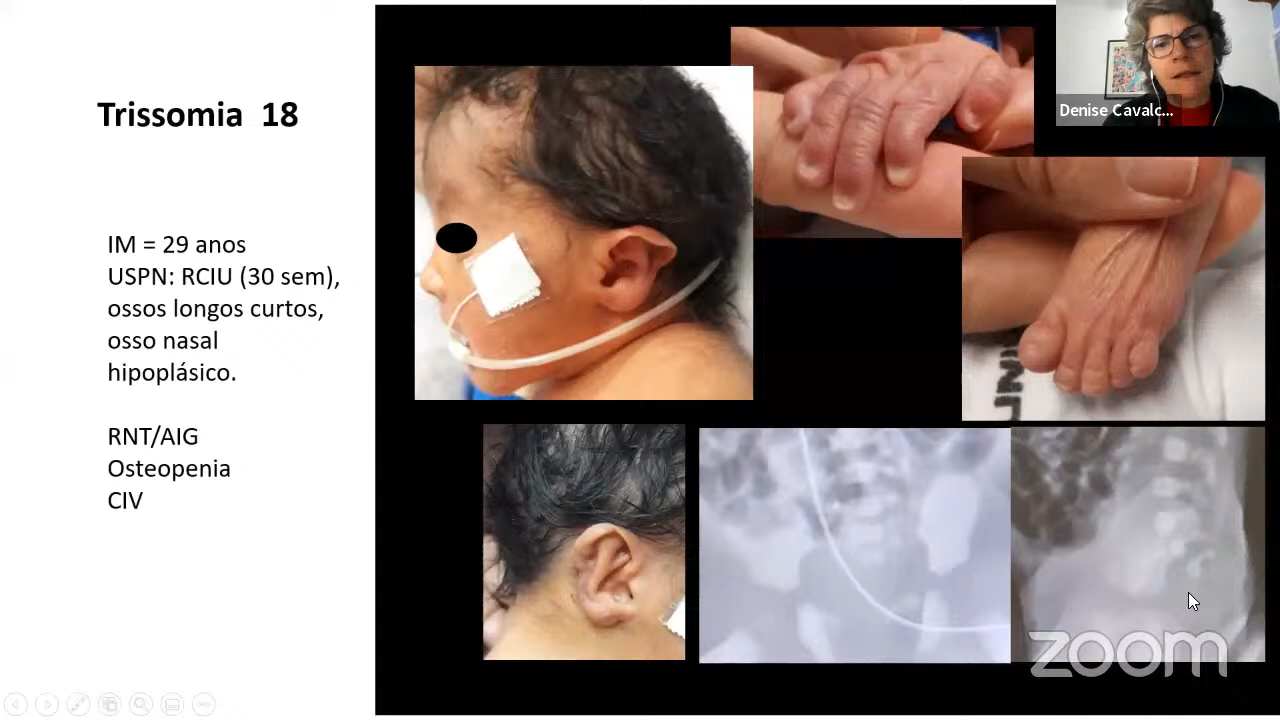 Trissomia 18
IM = 29 anos
USPN: RCIU (30 sem),
ossos longos curtos,
osso nasal
hipoplásico.
RNT/AIG
Osteopenia
CIV
Denise Cavalc...
zoom